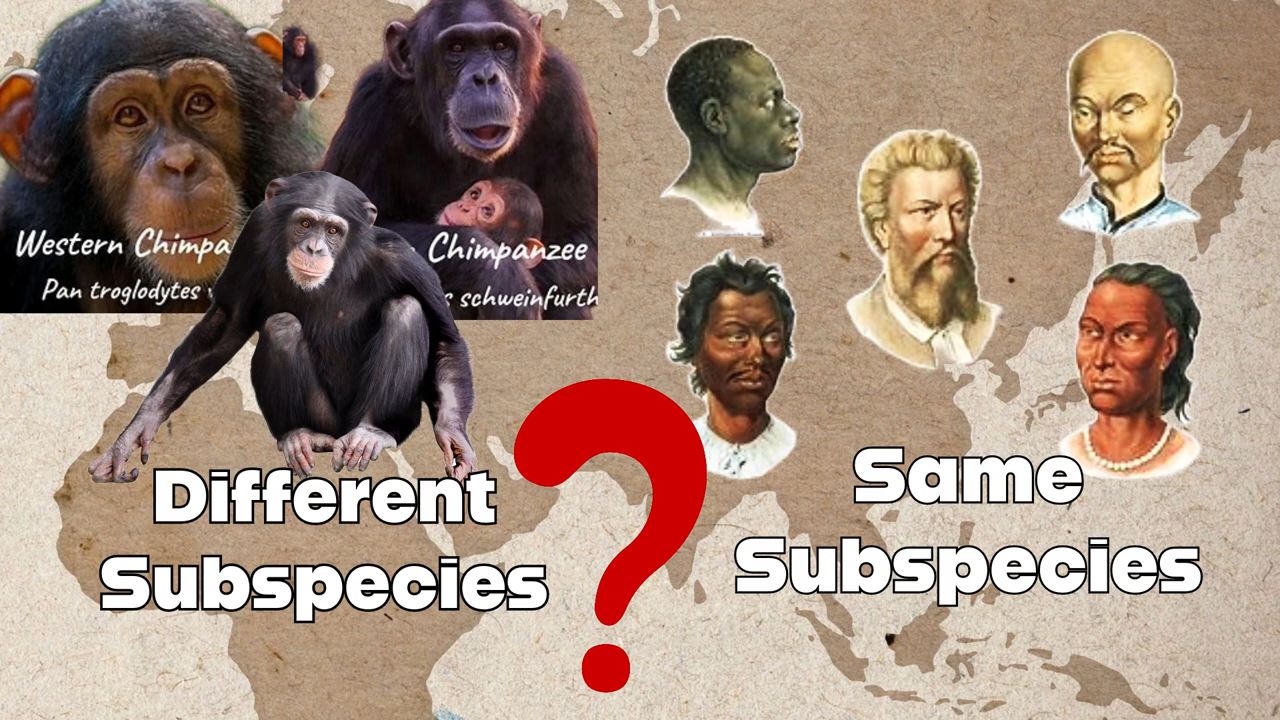 Western Chimpa
Pan troglodytes
Chimpanzee
schweinfurth
Different
Subspecies
?
Same
Subspecies